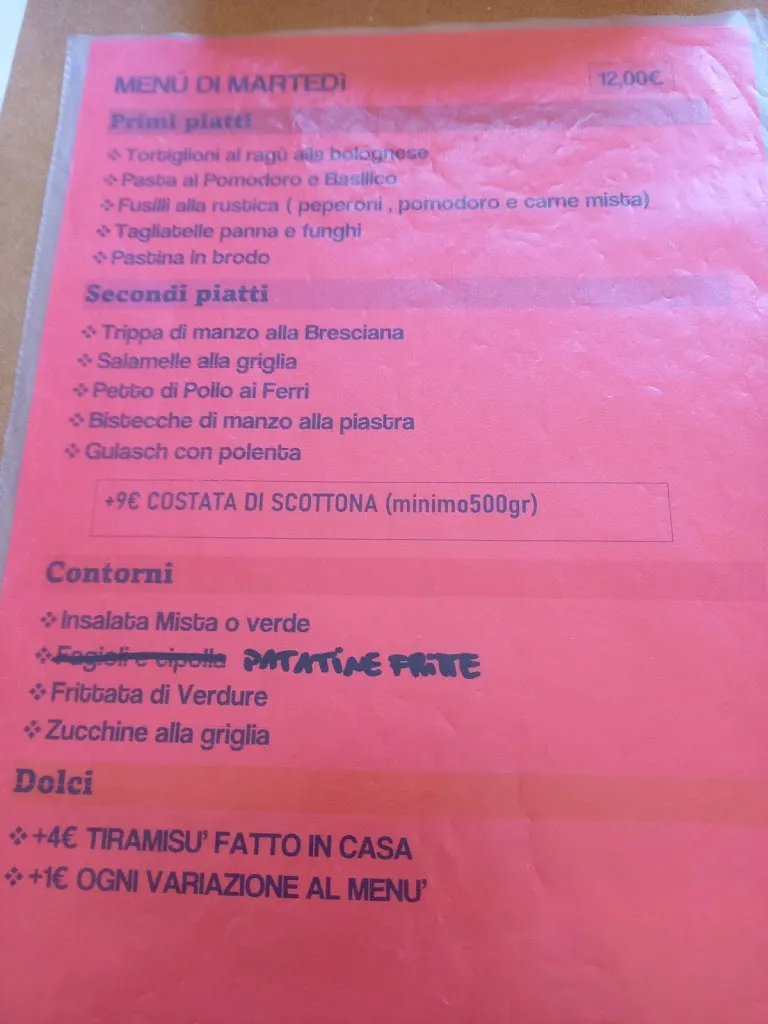 MENÚ DI MARTEDÌ 12,00€
Primi piatti
❖ Tortiglioni al ragù alla bolognese
❖ Pasta al Pomodoro e Basilico
❖ Fusilli alla rustica ( peperoni , pomodoro e carne mista)
❖ Tagliatelle panna e funghi
❖ Pastina in brodo
Secondi piatti
❖ Trippa di manzo alla Bresciana
❖ Salamelle alla griglia
❖ Petto di Pollo ai Ferri
❖ Bistecche di manzo alla piastra
❖ Gulasch con polenta
+9€ COSTATA DI SCOTTONA (minimo500gr)
Contorni
❖ Insalata Mista o verde
❖ Fagioli e cipolla PATATINE FRITTE
❖ Frittata di Verdure
❖ Zucchine alla griglia
Dolci
❖ +4€ TIRAMISU' FATTO IN CASA
❖ +1€ OGNI VARIAZIONE AL MENU'